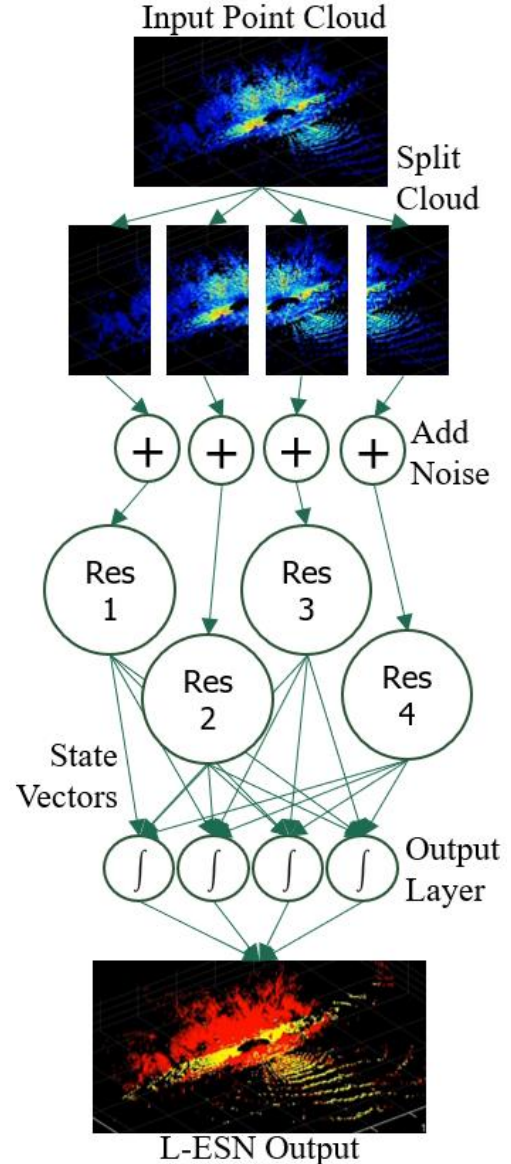 Input Point Cloud
Split
Cloud
+ + + +
Add
Noise
Res
1
Res
3
Res
2
Res
4
State
Vectors
∫ ∫ ∫ ∫
Output
Layer
L-ESN Output